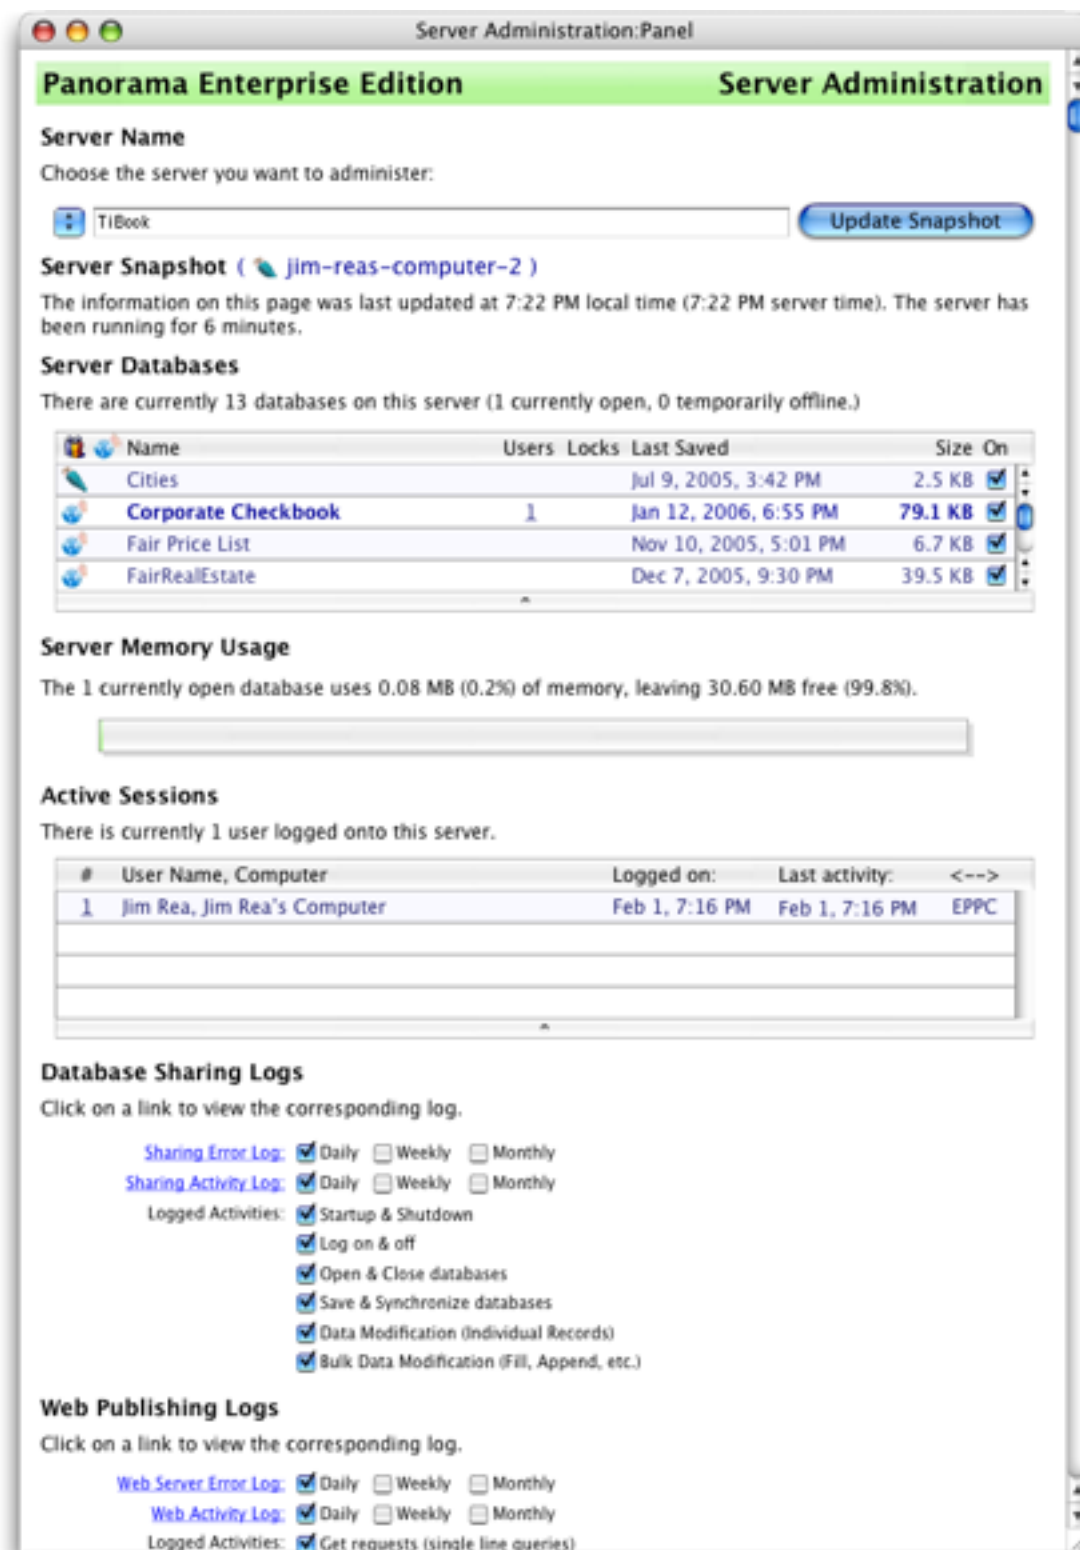 Server Administration:Panel
Panorama Enterprise Edition Server Administration
Server Name
Choose the server you want to administer:
TiBook Update Snapshot
Server Snapshot ( jim-reas-computer-2 )
The information on this page was last updated at 7:22 PM local time (7:22 PM server time). The server has
been running for 6 minutes.
Server Databases
There are currently 13 databases on this server (1 currently open, 0 temporarily offline.)
Name Users Locks Last Saved Size On
Cities Jul 9, 2005, 3:42 PM 2.5 KB
Corporate Checkbook 1 Jan 12, 2006, 6:55 PM 79.1 KB
Fair Price List Nov 10, 2005, 5:01 PM 6.7 KB
FairRealEstate Dec 7, 2005, 9:30 PM 39.5 KB
Server Memory Usage
The 1 currently open database uses 0.08 MB (0.2%) of memory, leaving 30.60 MB free (99.8%).
Active Sessions
There is currently 1 user logged onto this server.
# User Name, Computer Logged on: Last activity: <-->
1 Jim Rea, Jim Rea's Computer Feb 1, 7:16 PM Feb 1, 7:16 PM EPPC
Database Sharing Logs
Click on a link to view the corresponding log.
Sharing Error Log: Daily Weekly Monthly
Sharing Activity Log: Daily Weekly Monthly
Logged Activities: Startup & Shutdown
Log on & off
Open & Close databases
Save & Synchronize databases
Data Modification (Individual Records)
Bulk Data Modification (Fill, Append, etc.)
Web Publishing Logs
Click on a link to view the corresponding log.
Web Server Error Log: Daily Weekly Monthly
Web Activity Log: Daily Weekly Monthly
Logged Activities: Get requests (single line queries)